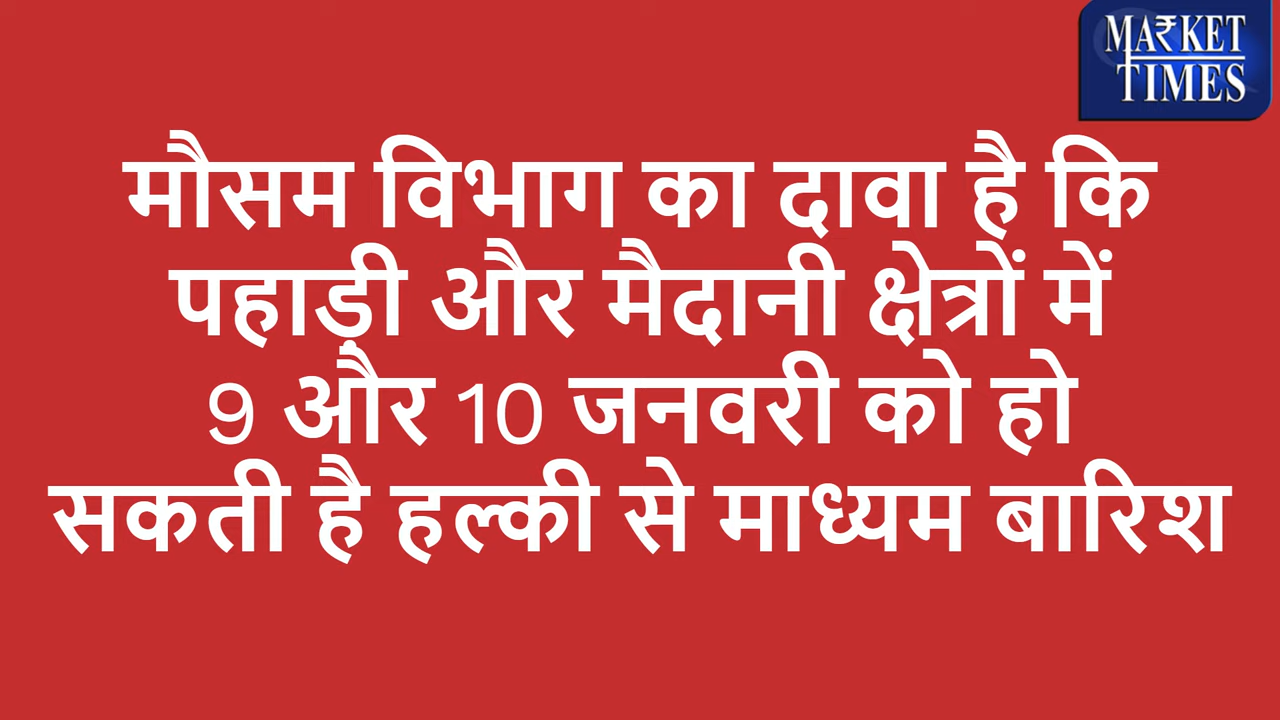 MARKET
TIMES
मौसम विभाग का दावा है कि
पहाड़ी और मैदानी क्षेत्रों में
9 और 10 जनवरी को हो
सकती है हल्की से माध्यम बारिश